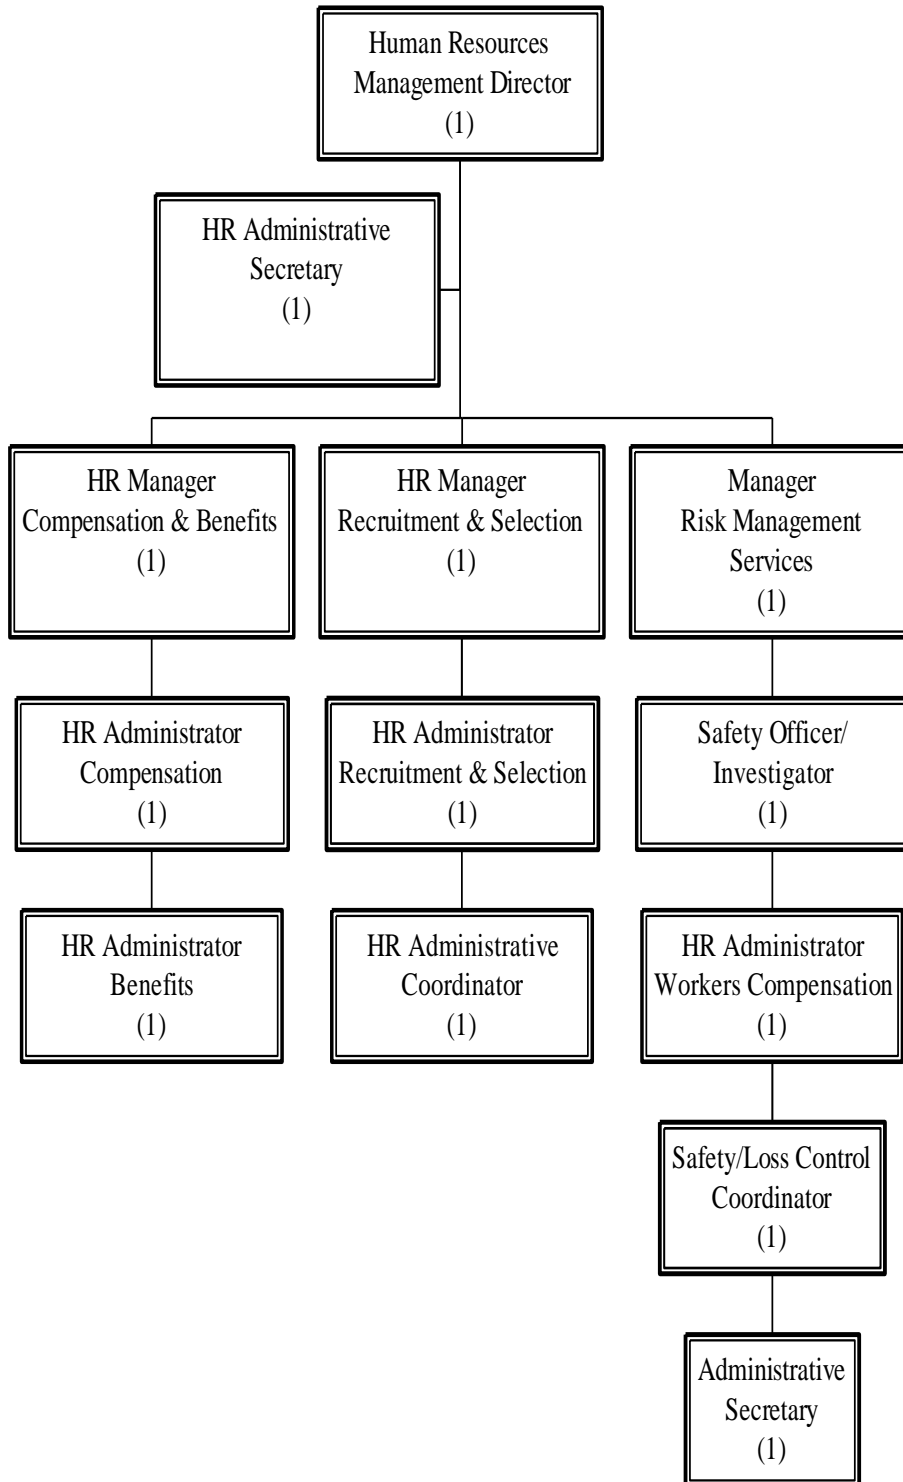 Human Resources
Management Director
(1)
HR Administrative
Secretary
(1)
HR Manager
Compensation & Benefits
(1)
HR Manager
Recruitment & Selection
(1)
Manager
Risk Management
Services
(1)
HR Administrator
Compensation
(1)
HR Administrator
Recruitment & Selection
(1)
Safety Officer/
Investigator
(1)
HR Administrator
Benefits
(1)
HR Administrative
Coordinator
(1)
HR Administrator
Workers Compensation
(1)
Safety/Loss Control
Coordinator
(1)
Administrative
Secretary
(1)